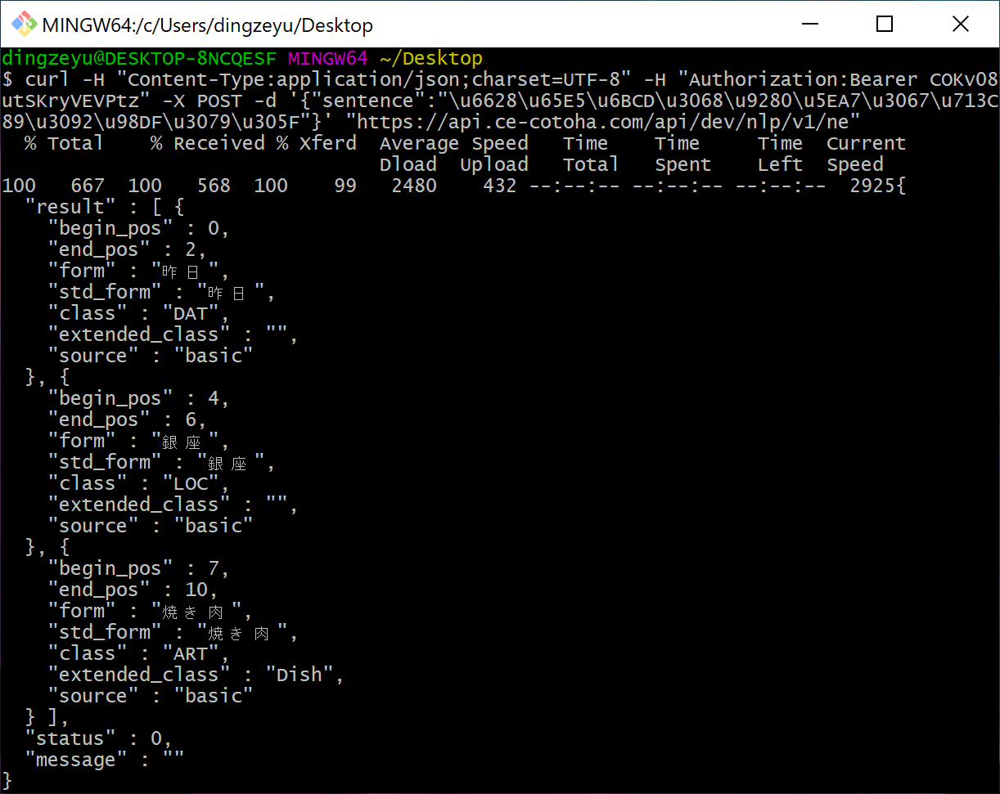 MINGW64:/c/Users/dingzeyu/Desktop
dingzeyu@DESKTOP-8NCQESF MINGW64 ~/Desktop
$ curl -H "Content-Type:application/json;charset=UTF-8" -H "Authorization:Bearer COKv08
utSKryVEVPtz" -X POST -d '{"sentence":"\u6628\u65E5\u6BCD\u3068\u9280\u5EA7\u3067\u713C
89\u3092\u98DF\u3079\u305F"}' "https://api.ce-cotoha.com/api/dev/nlp/v1/ne"
  % Total    % Received % Xferd  Average Speed   Time    Time     Time  Current
                                 Dload  Upload   Total   Spent    Left  Speed
100   667  100   568  100    99   2480    432 --:--:-- --:--:-- --:--:--  2925{
  "result" : [ {
    "begin_pos" : 0,
    "end_pos" : 2,
    "form" : "昨日",
    "std_form" : "昨日",
    "class" : "DAT",
    "extended_class" : "",
    "source" : "basic"
  }, {
    "begin_pos" : 4,
    "end_pos" : 6,
    "form" : "銀座",
    "std_form" : "銀座",
    "class" : "LOC",
    "extended_class" : "",
    "source" : "basic"
  }, {
    "begin_pos" : 7,
    "end_pos" : 10,
    "form" : "焼き肉",
    "std_form" : "焼き肉",
    "class" : "ART",
    "extended_class" : "Dish",
    "source" : "basic"
  } ],
  "status" : 0,
  "message" : ""
}